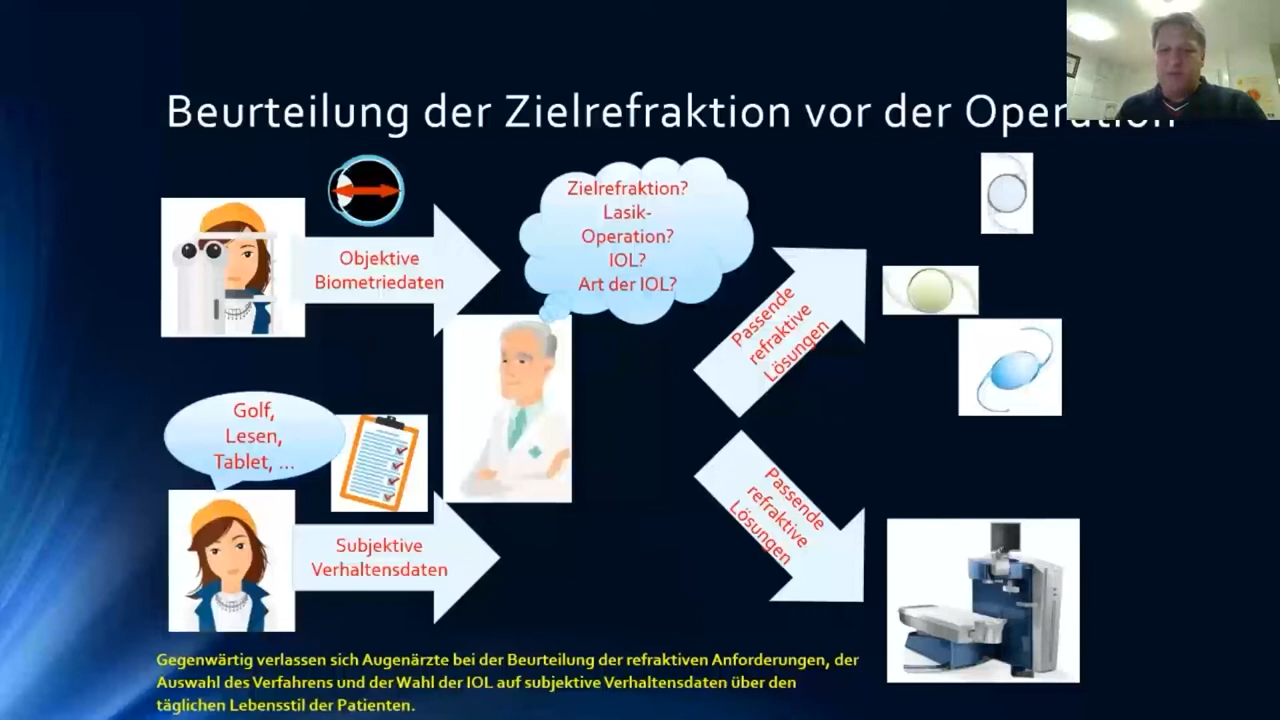 Beurteilung der Zielrefraktion vor der Operation
Zielrefraktion?
Lasik-
Operation?
IOL?
Art der IOL?
Objektive
Biometriedaten
Passende
refraktive
Lösungen
Golf,
Lesen,
Tablet, ...
Subjektive
Verhaltensdaten
Passende
refraktive
Lösungen
Gegenwärtig verlassen sich Augenärzte bei der Beurteilung der refraktiven Anforderungen, der
Auswahl des Verfahrens und der Wahl der IOL auf subjektive Verhaltensdaten über den
täglichen Lebensstil der Patienten.